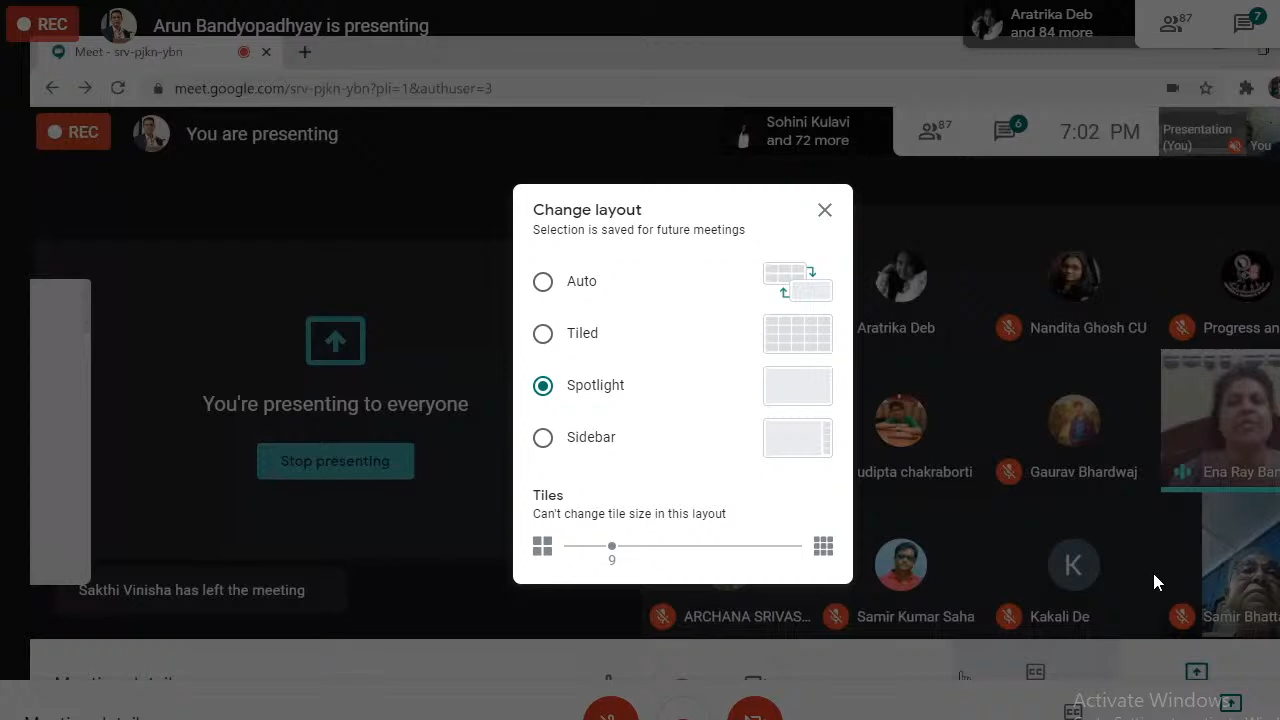 REC
Arun Bandyopadhyay is presenting
Aratrika Deb
and 84 more
87
7
Meet - srv-pjkn-ybn
meet.google.com/srv-pjkn-ybn?pli=1&authuser=3
REC
You are presenting
Sohini Kulavi
and 72 more
87
6
7:02 PM
Presentation
(You)
You
Change layout
Selection is saved for future meetings
Auto
Tiled
Spotlight
Sidebar
Tiles
Can't change tile size in this layout
9
You're presenting to everyone
Stop presenting
Sakthi Vinisha has left the meeting
Aratrika Deb
Nandita Ghosh CU
Progress an
udipta chakraborti
Gaurav Bhardwaj
Ena Ray Ban
K
ARCHANA SRIVAS...
Samir Kumar Saha
Kakali De
Samir Bhatt
CC
Activate Windows